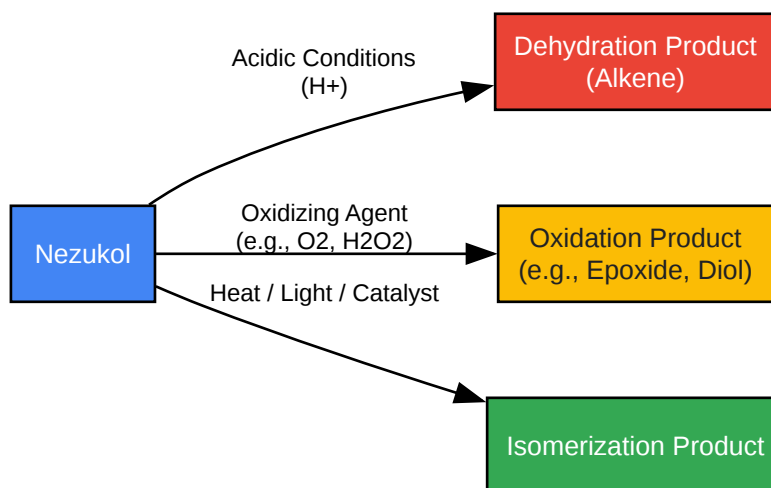 Acidic Conditions
(H+)
Dehydration Product
(Alkene)
Nezukol
Oxidizing Agent
(e.g., O2, H2O2)
Oxidation Product
(e.g., Epoxide, Diol)
Heat / Light / Catalyst
Isomerization Product